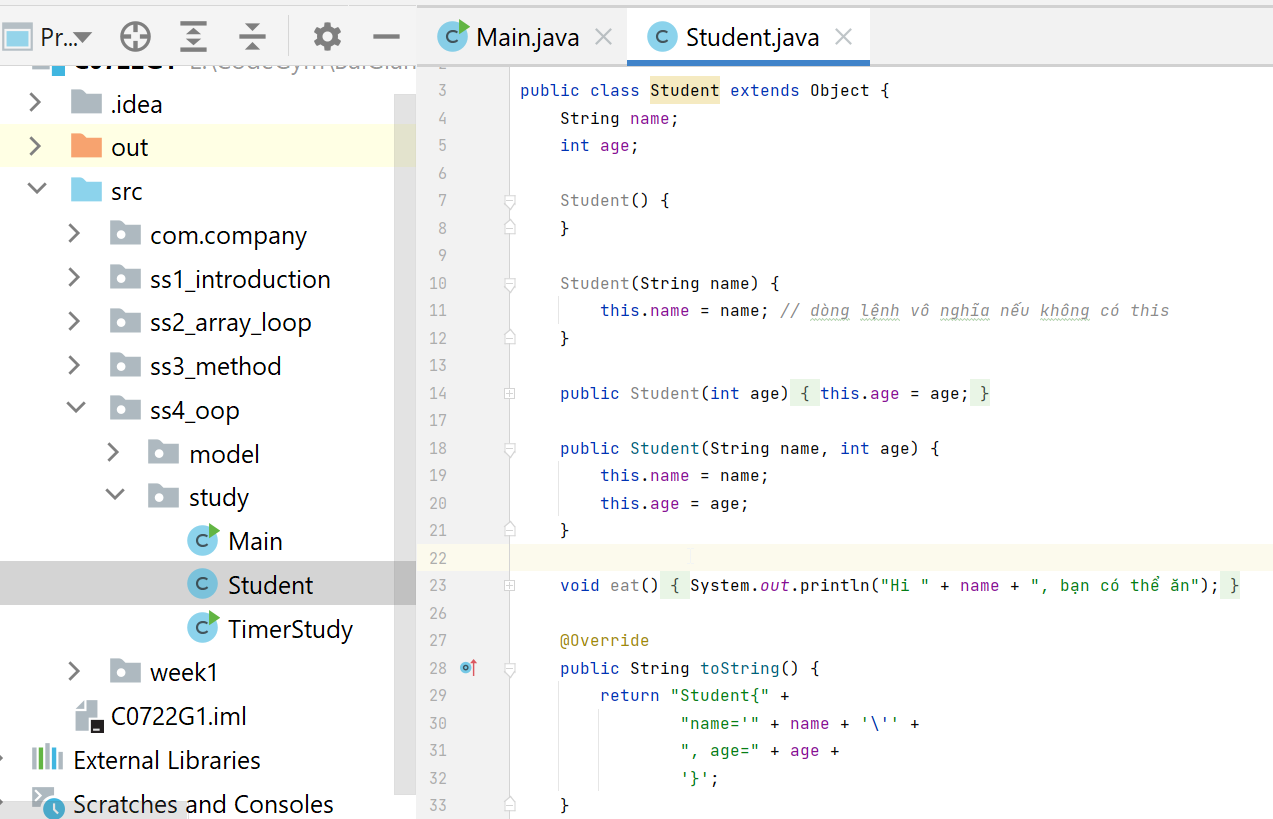 Pr...
Main.java
Student.java
C0722G1
.idea
out
src
com.company
ss1_introduction
ss2_array_loop
ss3_method
ss4_oop
model
study
Main
Student
TimerStudy
week1
C0722G1.iml
External Libraries
Scratches and Consoles
3 public class Student extends Object {
4 String name;
5 int age;
6
7 Student() {
8 }
9
10 Student(String name) {
11 this.name = name; // dòng lệnh vô nghĩa nếu không có this
12 }
13
14 public Student(int age) { this.age = age; }
17
18 public Student(String name, int age) {
19 this.name = name;
20 this.age = age;
21 }
22
23 void eat() { System.out.println("Hi " + name + ", bạn có thể ăn"); }
26
27 @Override
28 public String toString() {
29 return "Student{" +
30 "name='" + name + '\'' +
31 ", age=" + age +
32 '}';
33 }